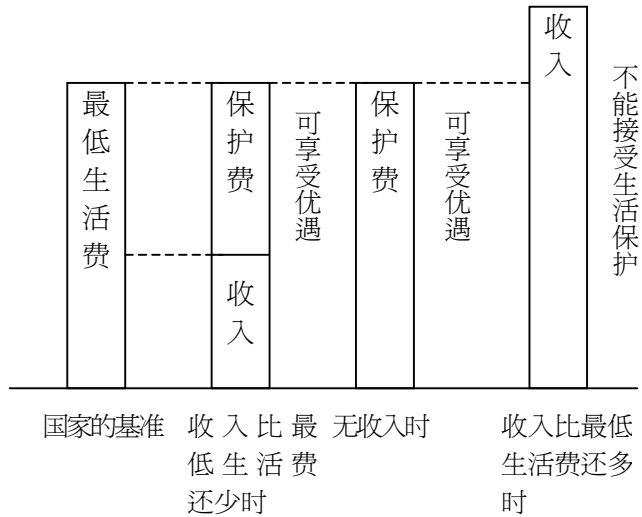 最低生活费
保护费
收入
可享受优遇
保护费
可享受优遇
收入
不能接受生活保护
国家的基准
收入比最
低生活费
还少时
无收入时
收入比最低
生活费还多
时